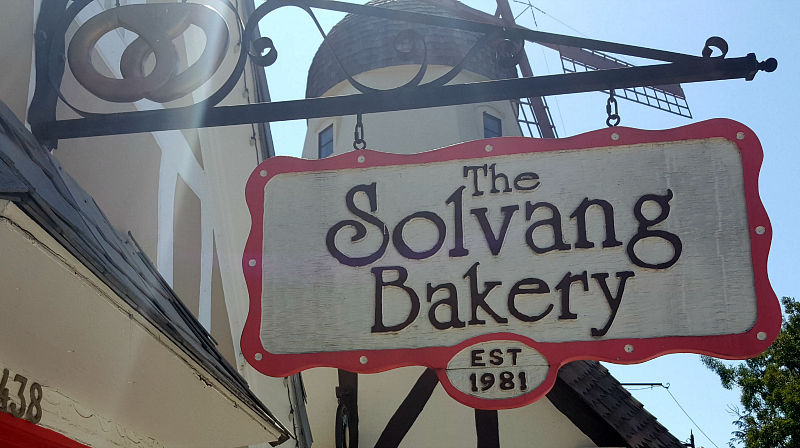 The
Solvang
Bakery
EST
1981
438